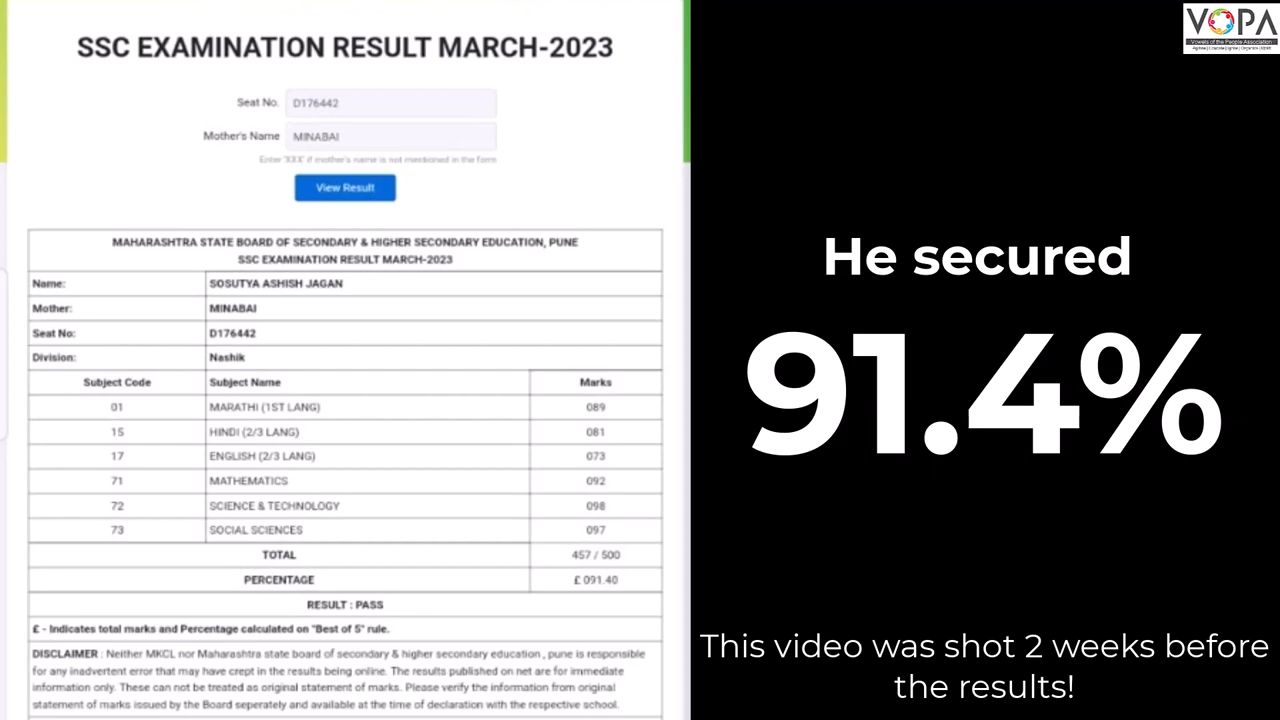 SSC EXAMINATION RESULT MARCH-2023
Seat No. D176442
Mother's Name MINABAI
Enter 'XXX' if mother's name is not mentioned in the form
View Result
MAHARASHTRA STATE BOARD OF SECONDARY & HIGHER SECONDARY EDUCATION, PUNE
SSC EXAMINATION RESULT MARCH-2023
Name: SOSUTYA ASHISH JAGAN
Mother: MINABAI
Seat No: D176442
Division: Nashik
Subject Code Subject Name Marks
01 MARATHI (1ST LANG) 089
15 HINDI (2/3 LANG) 081
17 ENGLISH (2/3 LANG) 073
71 MATHEMATICS 092
72 SCIENCE & TECHNOLOGY 098
73 SOCIAL SCIENCES 097
TOTAL 457 / 500
PERCENTAGE £ 091.40
RESULT : PASS
£ - Indicates total marks and Percentage calculated on "Best of 5" rule.
DISCLAIMER : Neither MKCL nor Maharashtra state board of secondary & higher secondary education , pune is responsible
for any inadvertent error that may have crept in the results being online. The results published on net are for immediate
information only. These can not be treated as original statement of marks. Please verify the information from original
statement of marks issued by the Board seperately and available at the time of declaration with the respective school.
VOPA
Vowels of the People Association
He secured
91.4%
This video was shot 2 weeks before
the results!